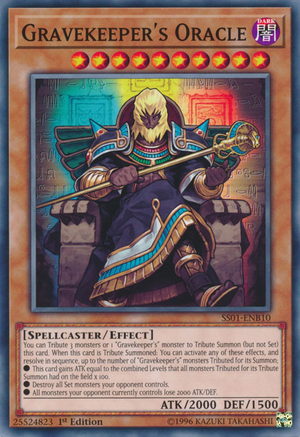 GRAVEKEEPER'S ORACLE
DARK
闇
SS01-ENB10
[SPELLCASTER/EFFECT]
You can Tribute 3 monsters or 1 "Gravekeeper's" monster to Tribute Summon (but not Set)
this card. When this card is Tribute Summoned: You can activate any of these effects, and
resolve in sequence, up to the number of "Gravekeeper's" monsters Tributed for its Summon;
● This card gains ATK equal to the combined Levels that all monsters Tributed for its Tribute
Summon had on the field x 100.
● Destroy all Set monsters your opponent controls.
● All monsters your opponent currently controls lose 2000 ATK/DEF.
ATK/2000 DEF/1500
25524823 1st Edition ©1996 KAZUKI TAKAHASHI